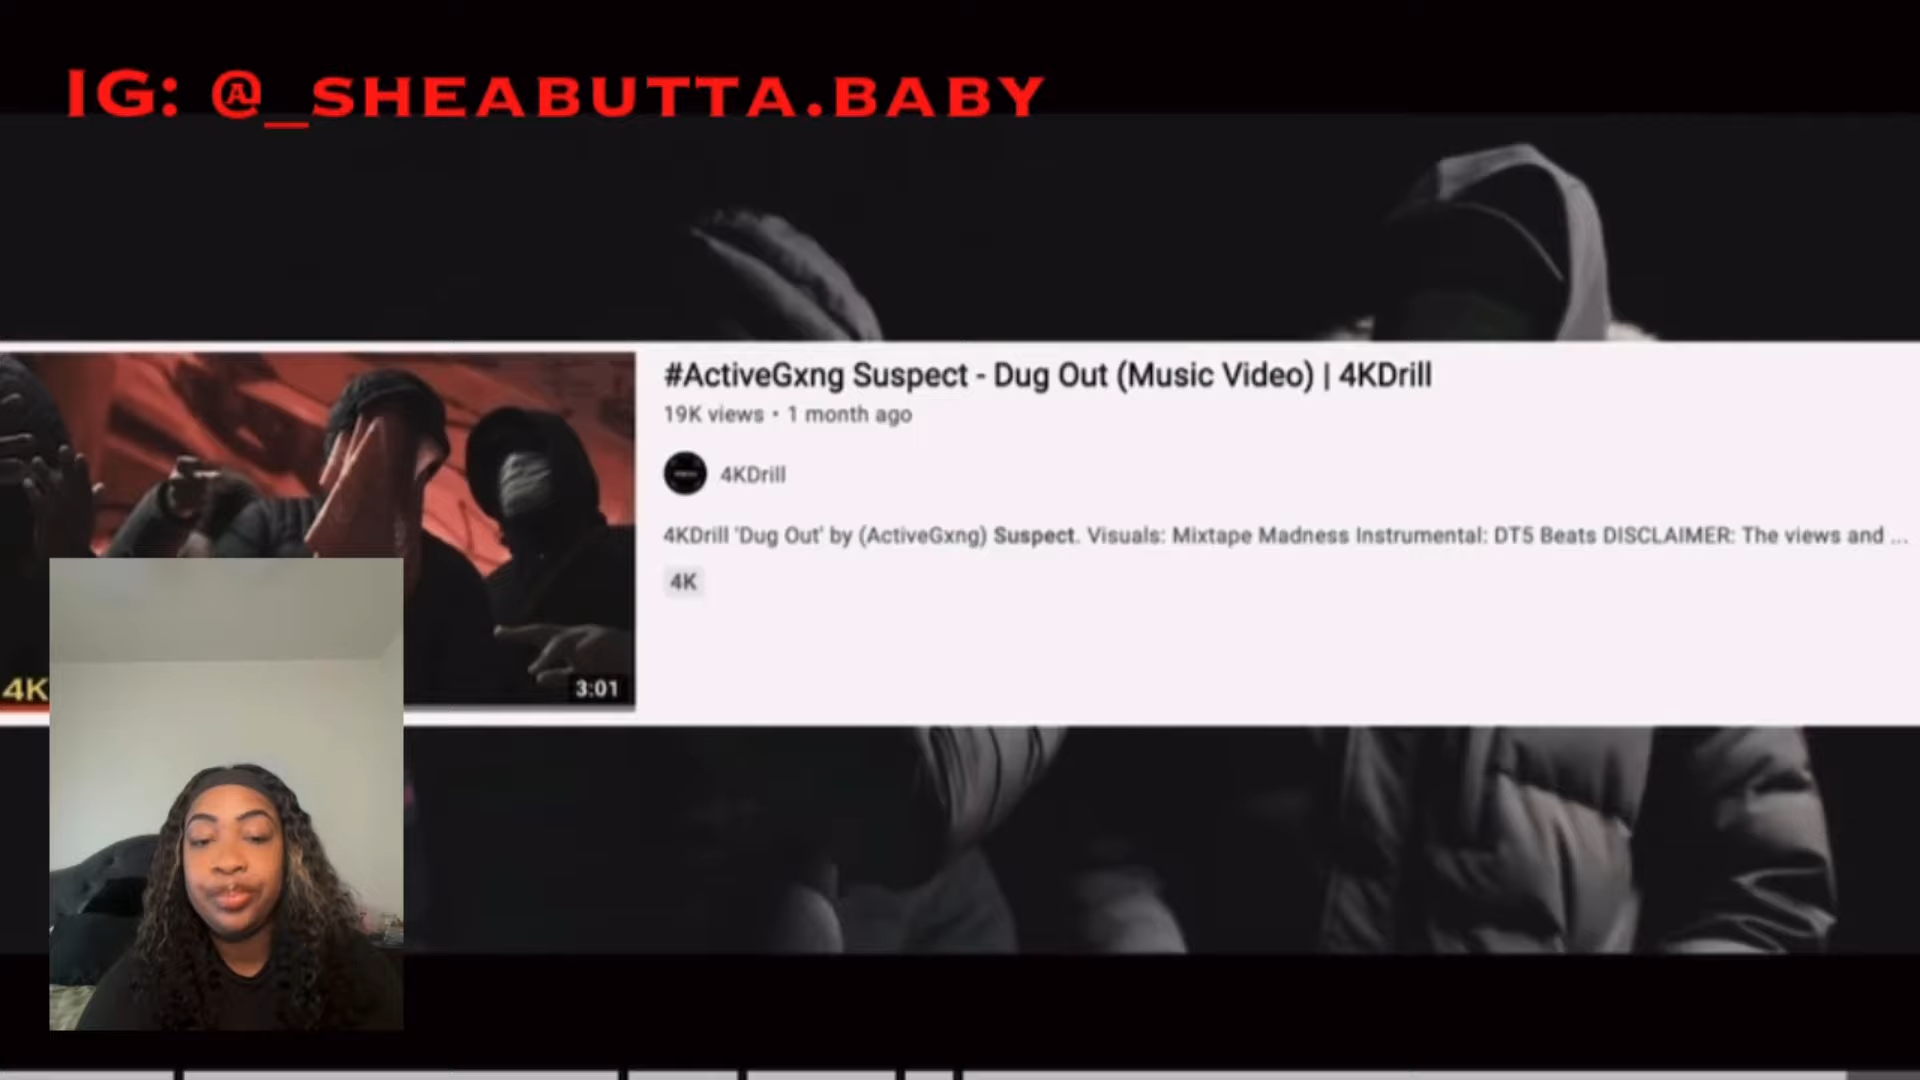 IG: @_SHEABUTTA.BABY
#ActiveGxng Suspect - Dug Out (Music Video) | 4KDrill
19K views • 1 month ago
4KDrill
4KDrill 'Dug Out' by (ActiveGxng) Suspect. Visuals: Mixtape Madness Instrumental: DT5 Beats DISCLAIMER: The views and ...
4K
3:01
4K